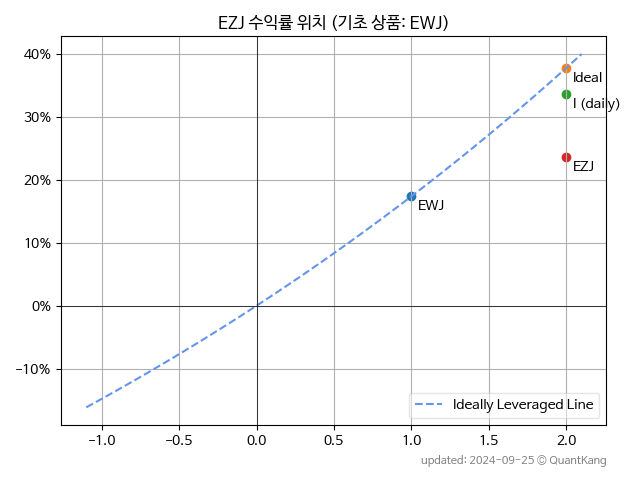 EZJ 수익률 위치 (기초 상품: EWJ)
40%
30%
20%
10%
0%
−10%
Ideal
I (daily)
EZJ
EWJ
Ideally Leveraged Line
−1.0 −0.5 0.0 0.5 1.0 1.5 2.0
updated: 2024-09-25 © QuantKang